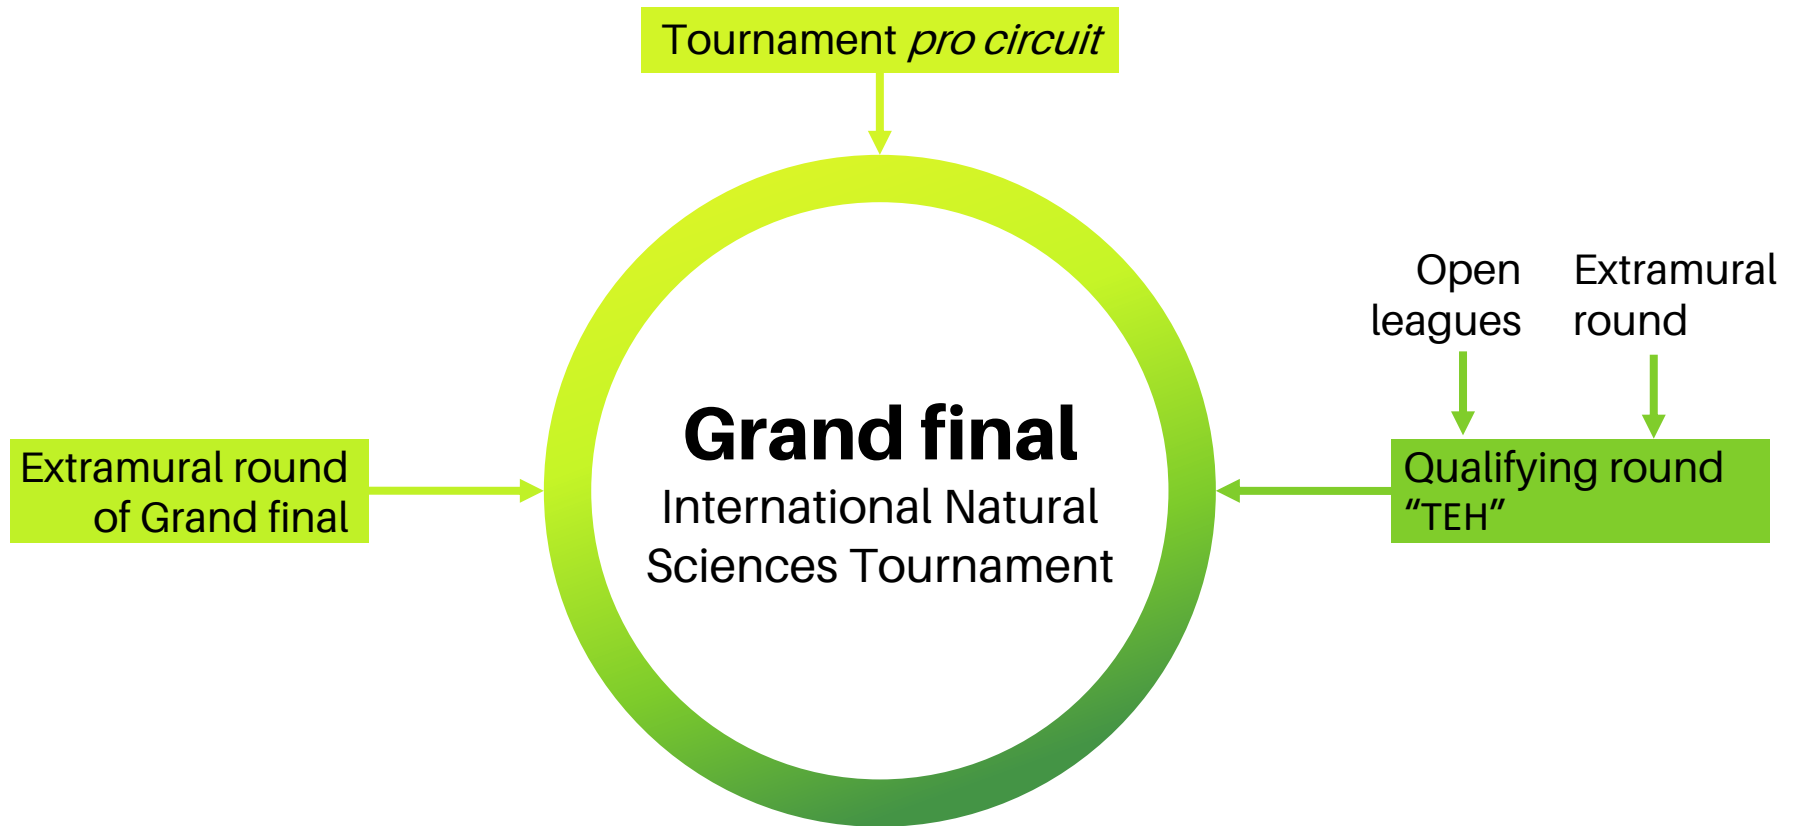 Tournament pro circuit
Open
leagues
Extramural
round
Grand final
International Natural
Sciences Tournament
Extramural round
of Grand final
Qualifying round
“TEH”